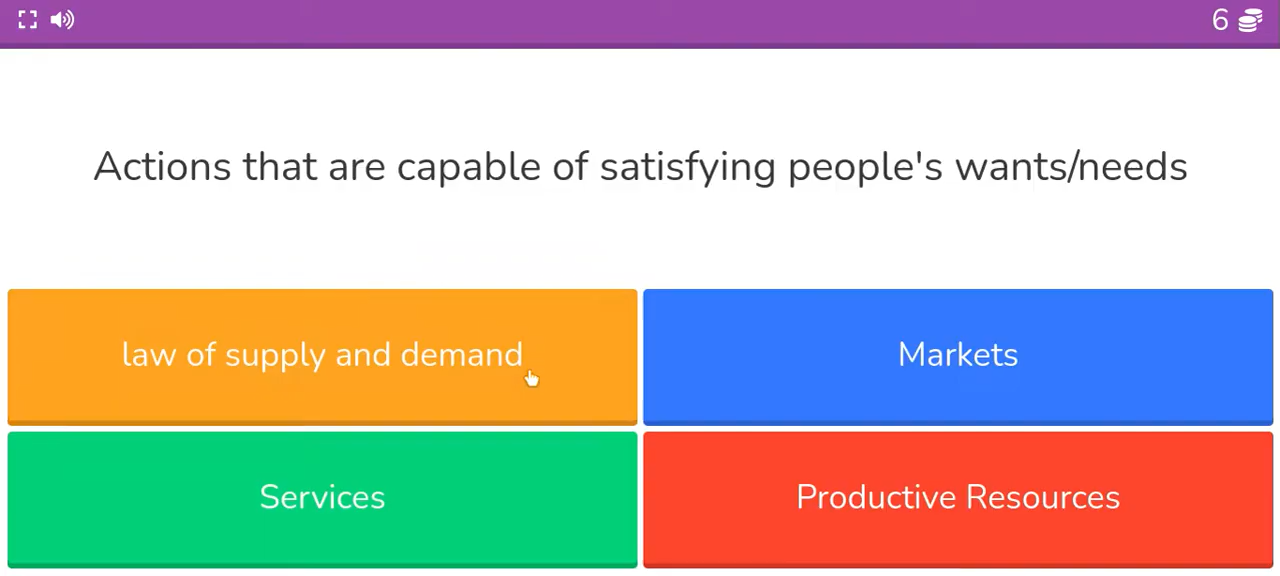 6
Actions that are capable of satisfying people's wants/needs
law of supply and demand
Markets
Services
Productive Resources